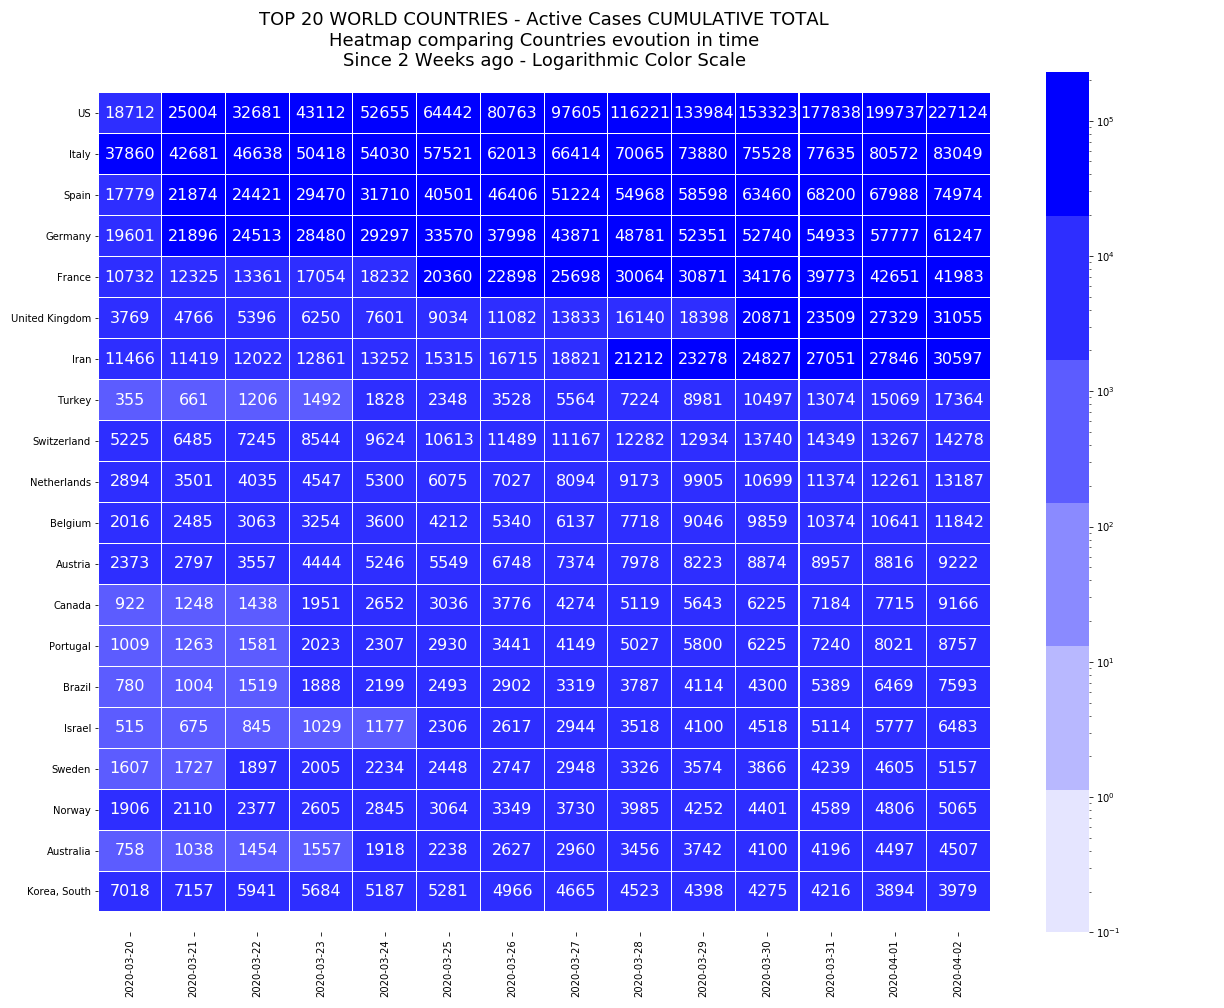 TOP 20 WORLD COUNTRIES - Active Cases CUMULATIVE TOTAL
Heatmap comparing Countries evoution in time
Since 2 Weeks ago - Logarithmic Color Scale
US 18712 25004 32681 43112 52655 64442 80763 97605 116221 133984 153323 177838 199737 227124
Italy 37860 42681 46638 50418 54030 57521 62013 66414 70065 73880 75528 77635 80572 83049
Spain 17779 21874 24421 29470 31710 40501 46406 51224 54968 58598 63460 68200 67988 74974
Germany 19601 21896 24513 28480 29297 33570 37998 43871 48781 52351 52740 54933 57777 61247
France 10732 12325 13361 17054 18232 20360 22898 25698 30064 30871 34176 39773 42651 41983
United Kingdom 3769 4766 5396 6250 7601 9034 11082 13833 16140 18398 20871 23509 27329 31055
Iran 11466 11419 12022 12861 13252 15315 16715 18821 21212 23278 24827 27051 27846 30597
Turkey 355 661 1206 1492 1828 2348 3528 5564 7224 8981 10497 13074 15069 17364
Switzerland 5225 6485 7245 8544 9624 10613 11489 11167 12282 12934 13740 14349 13267 14278
Netherlands 2894 3501 4035 4547 5300 6075 7027 8094 9173 9905 10699 11374 12261 13187
Belgium 2016 2485 3063 3254 3600 4212 5340 6137 7718 9046 9859 10374 10641 11842
Austria 2373 2797 3557 4444 5246 5549 6748 7374 7978 8223 8874 8957 8816 9222
Canada 922 1248 1438 1951 2652 3036 3776 4274 5119 5643 6225 7184 7715 9166
Portugal 1009 1263 1581 2023 2307 2930 3441 4149 5027 5800 6225 7240 8021 8757
Brazil 780 1004 1519 1888 2199 2493 2902 3319 3787 4114 4300 5389 6469 7593
Israel 515 675 845 1029 1177 2306 2617 2944 3518 4100 4518 5114 5777 6483
Sweden 1607 1727 1897 2005 2234 2448 2747 2948 3326 3574 3866 4239 4605 5157
Norway 1906 2110 2377 2605 2845 3064 3349 3730 3985 4252 4401 4589 4806 5065
Australia 758 1038 1454 1557 1918 2238 2627 2960 3456 3742 4100 4196 4497 4507
Korea, South 7018 7157 5941 5684 5187 5281 4966 4665 4523 4398 4275 4216 3894 3979
2020-03-20 2020-03-21 2020-03-22 2020-03-23 2020-03-24 2020-03-25 2020-03-26 2020-03-27 2020-03-28 2020-03-29 2020-03-30 2020-03-31 2020-04-01 2020-04-02
10⁵
10⁴
10³
10²
10¹
10⁰
10⁻¹